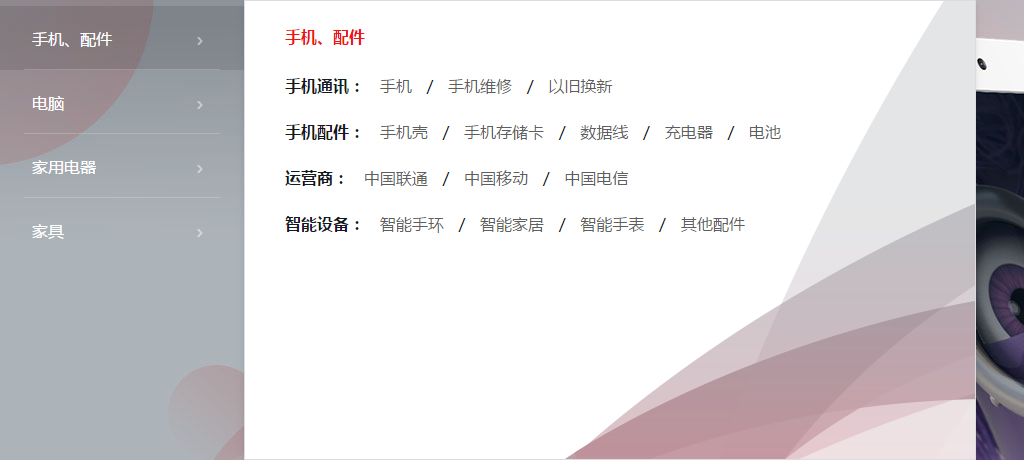 手机、配件 ›
电脑 ›
家用电器 ›
家具 ›
手机、配件
手机通讯： 手机 / 手机维修 / 以旧换新
手机配件： 手机壳 / 手机存储卡 / 数据线 / 充电器 / 电池
运营商： 中国联通 / 中国移动 / 中国电信
智能设备： 智能手环 / 智能家居 / 智能手表 / 其他配件